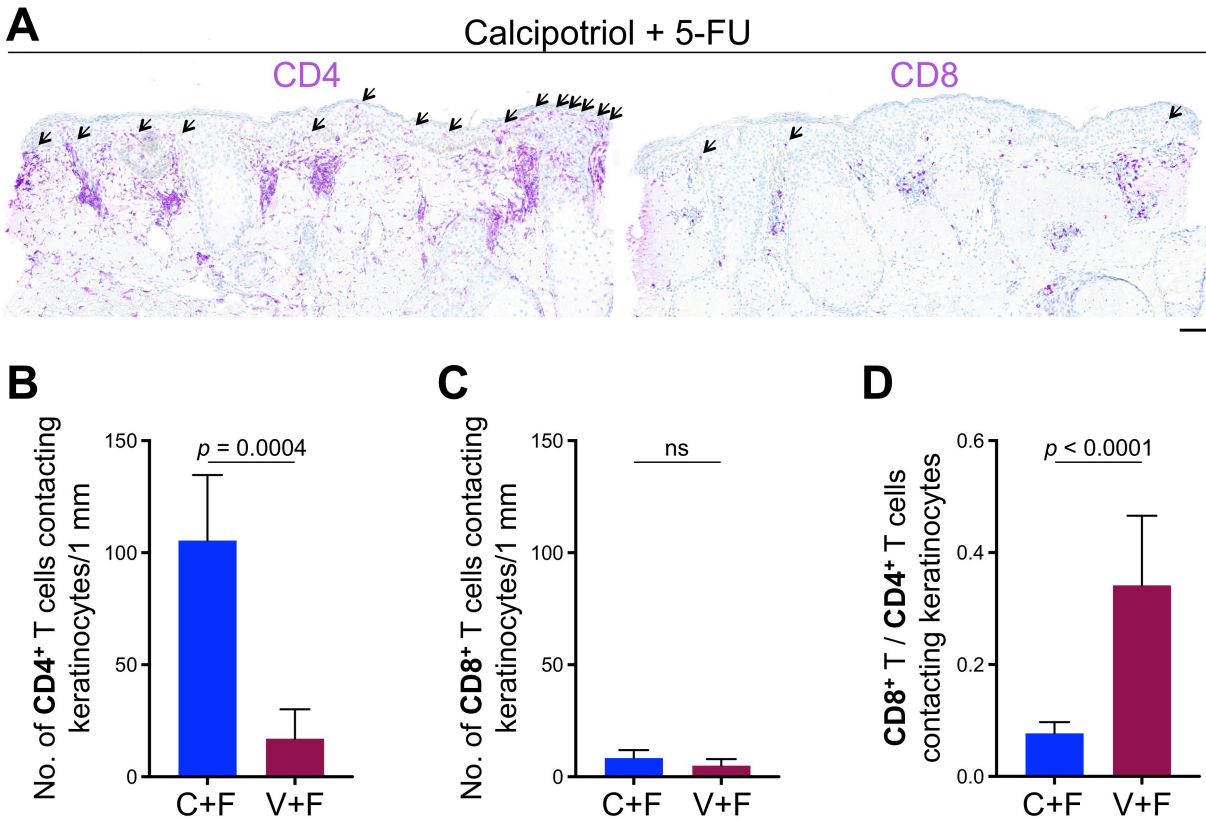 A
Calcipotriol + 5-FU
CD4
CD8
B
No. of CD4⁺ T cells contacting
keratinocytes/1 mm
150
100
50
0
p = 0.0004
C+F
V+F
C
No. of CD8⁺ T cells contacting
keratinocytes/1 mm
150
100
50
0
ns
C+F
V+F
D
CD8⁺ T / CD4⁺ T cells
contacting keratinocytes
0.6
0.4
0.2
0.0
p < 0.0001
C+F
V+F